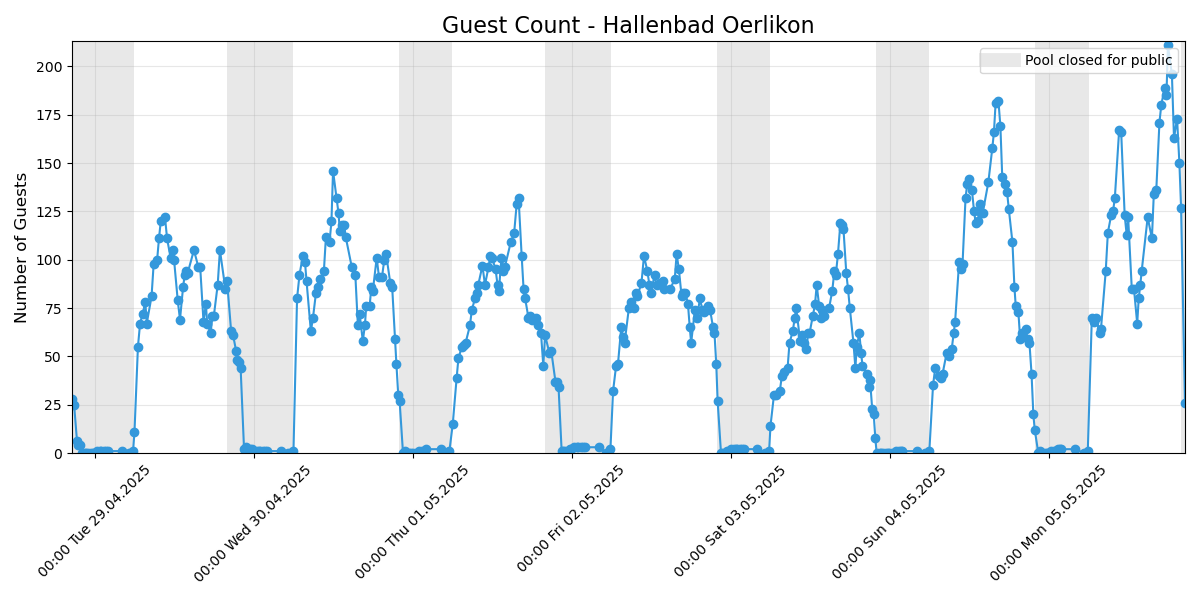 Guest Count - Hallenbad Oerlikon
Pool closed for public
Number of Guests
200
175
150
125
100
75
50
25
0
00:00 Tue 29.04.2025
00:00 Wed 30.04.2025
00:00 Thu 01.05.2025
00:00 Fri 02.05.2025
00:00 Sat 03.05.2025
00:00 Sun 04.05.2025
00:00 Mon 05.05.2025